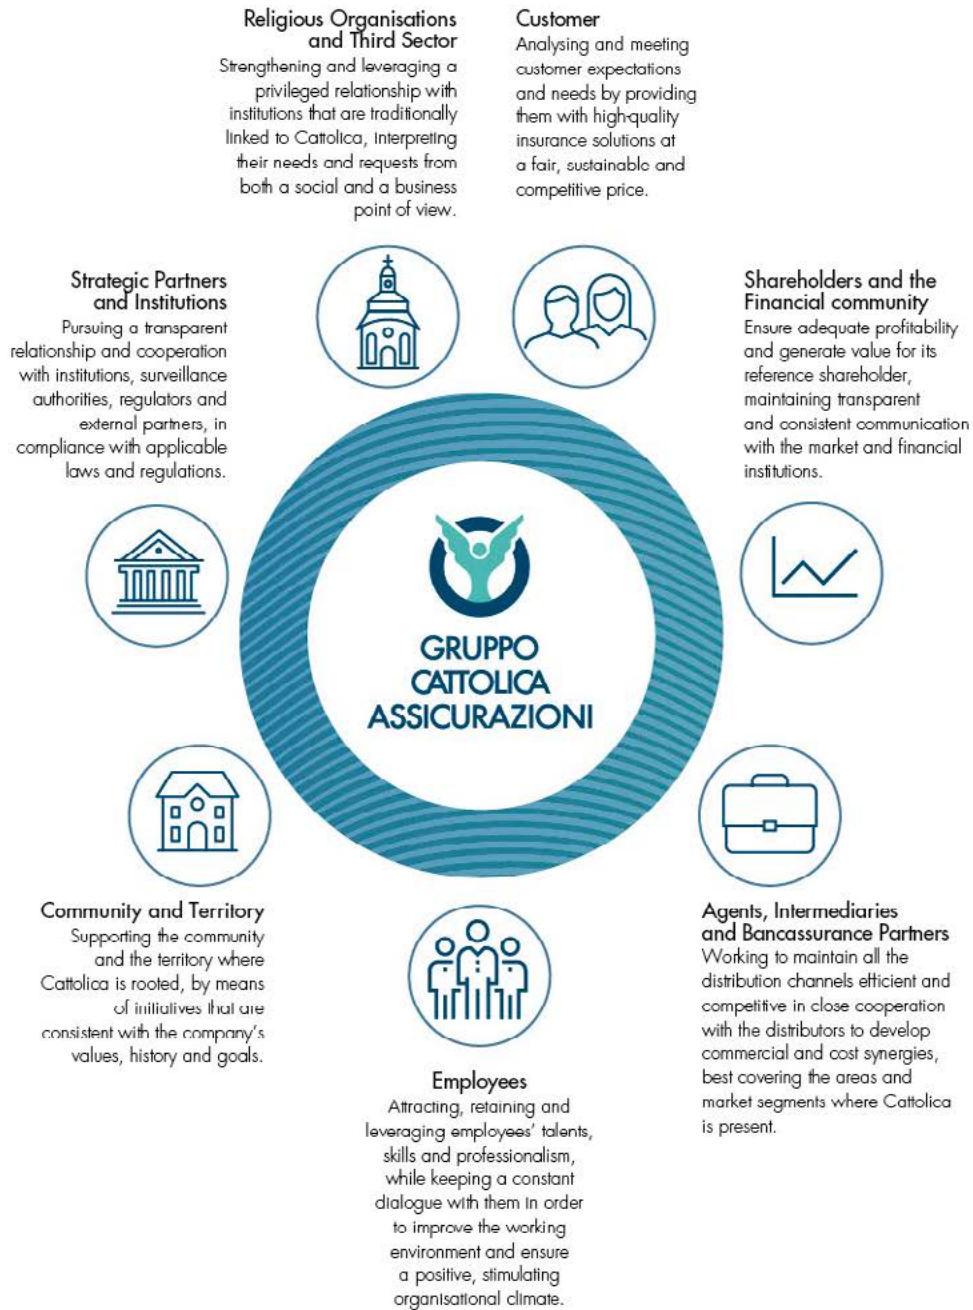 Religious Organisations
and Third Sector
Strengthening and leveraging a
privileged relationship with
institutions that are traditionally
linked to Cattolica, interpreting
their needs and requests from
both a social and a business
point of view.
Customer
Analysing and meeting
customer expectations
and needs by providing
them with high-quality
insurance solutions at
a fair, sustainable and
competitive price.
Strategic Partners
and Institutions
Pursuing a transparent
relationship and cooperation
with institutions, surveillance
authorities, regulators and
external partners, in
compliance with applicable
laws and regulations.
Shareholders and the
Financial community
Ensure adequate profitability
and generate value for its
reference shareholder,
maintaining transparent
and consistent communication
with the market and financial
institutions.
GRUPPO
CATTOLICA
ASSICURAZIONI
Community and Territory
Supporting the community
and the territory where
Cattolica is rooted, by means
of initiatives that are
consistent with the company's
values, history and goals.
Employees
Attracting, retaining and
leveraging employees' talents,
skills and professionalism,
while keeping a constant
dialogue with them in order
to improve the working
environment and ensure
a positive, stimulating
organisational climate.
Agents, Intermediaries
and Bancassurance Partners
Working to maintain all the
distribution channels efficient and
competitive in close cooperation
with the distributors to develop
commercial and cost synergies,
best covering the areas and
market segments where Cattolica
is present.